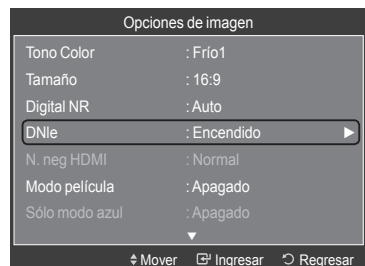 Opciones de imagen
Tono Color : Frío1
Tamaño : 16:9
Digital NR : Auto
DNIe : Encendido
N. neg HDMI : Normal
Modo película : Apagado
Sólo modo azul : Apagado
Mover Ingresar Regresar